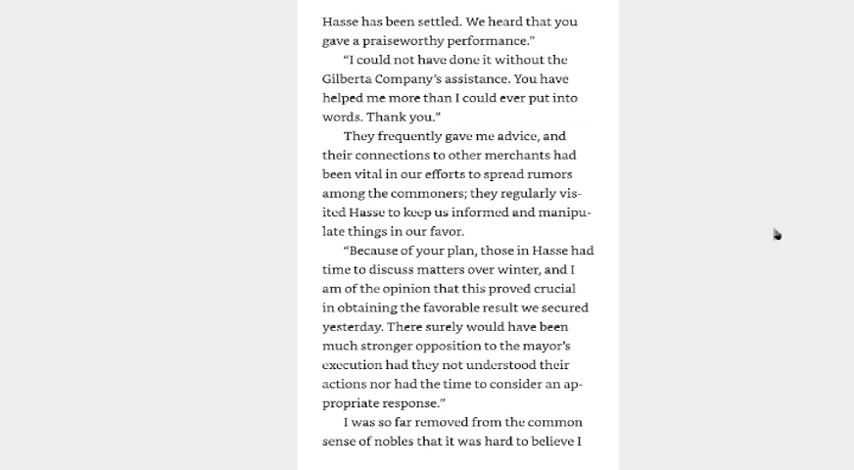 Hasse has been settled. We heard that you
gave a praiseworthy performance.”
“I could not have done it without the
Gilberta Company’s assistance. You have
helped me more than I could ever put into
words. Thank you.”
They frequently gave me advice, and
their connections to other merchants had
been vital in our efforts to spread rumors
among the commoners; they regularly vis-
ited Hasse to keep us informed and manipu-
late things in our favor.
“Because of your plan, those in Hasse had
time to discuss matters over winter, and I
am of the opinion that this proved crucial
in obtaining the favorable result we secured
yesterday. There surely would have been
much stronger opposition to the mayor’s
execution had they not understood their
actions nor had the time to consider an ap-
propriate response.”
I was so far removed from the common
sense of nobles that it was hard to believe I